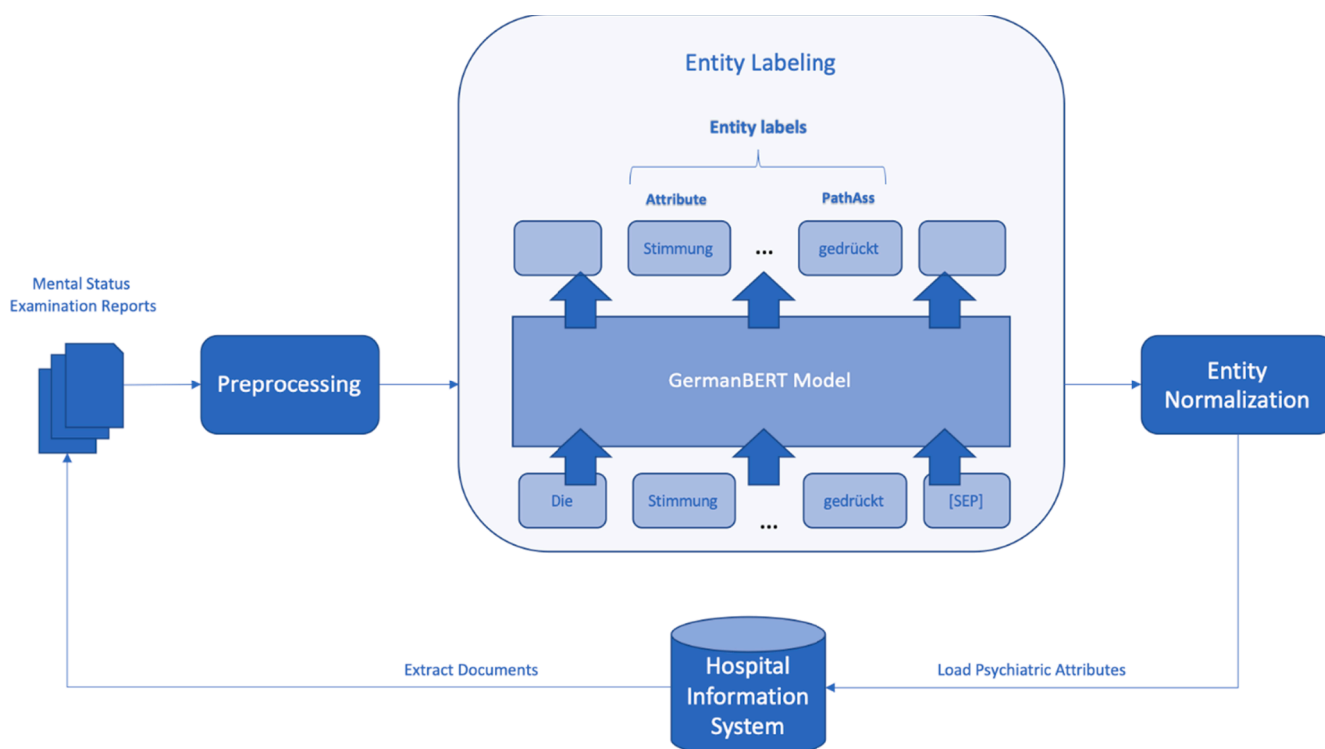 Entity Labeling
Entity labels
Attribute
PathAss
Stimmung
...
gedrückt
Mental Status
Examination Reports
Preprocessing
GermanBERT Model
Entity
Normalization
Die
Stimmung
...
gedrückt
[SEP]
Extract Documents
Hospital
Information
System
Load Psychiatric Attributes